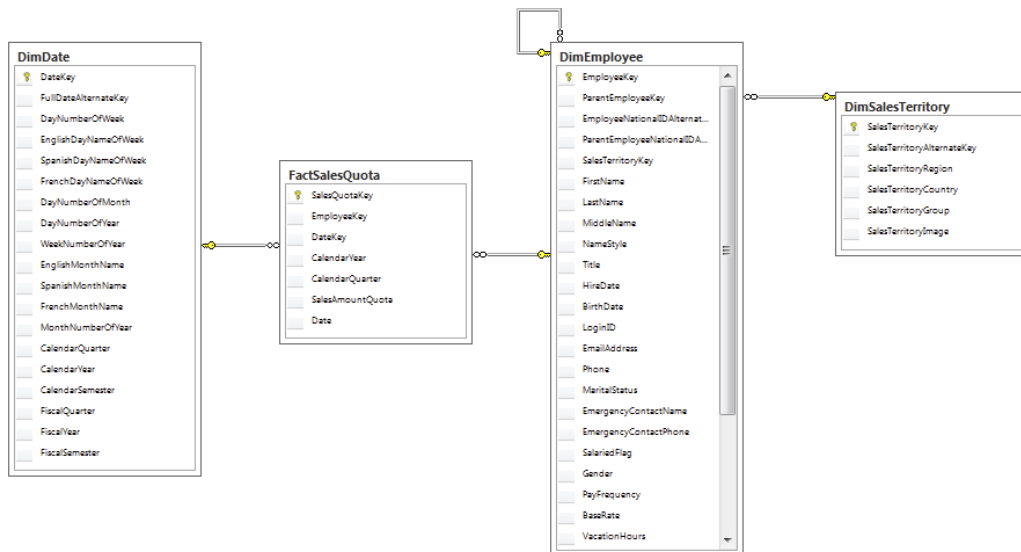 DimDate
DateKey
FullDateAlternateKey
DayNumberOfWeek
EnglishDayNameOfWeek
SpanishDayNameOfWeek
FrenchDayNameOfWeek
DayNumberOfMonth
DayNumberOfYear
WeekNumberOfYear
EnglishMonthName
SpanishMonthName
FrenchMonthName
MonthNumberOfYear
CalendarQuarter
CalendarYear
CalendarSemester
FiscalQuarter
FiscalYear
FiscalSemester
FactSalesQuota
SalesQuotaKey
EmployeeKey
DateKey
CalendarYear
CalendarQuarter
SalesAmountQuota
Date
DimEmployee
EmployeeKey
ParentEmployeeKey
EmployeeNationalIDAlternat...
ParentEmployeeNationalIDA...
SalesTerritoryKey
FirstName
LastName
MiddleName
NameStyle
Title
HireDate
BirthDate
LoginID
EmailAddress
Phone
MaritalStatus
EmergencyContactName
EmergencyContactPhone
SalariedFlag
Gender
PayFrequency
BaseRate
VacationHours
DimSalesTerritory
SalesTerritoryKey
SalesTerritoryAlternateKey
SalesTerritoryRegion
SalesTerritoryCountry
SalesTerritoryGroup
SalesTerritoryImage